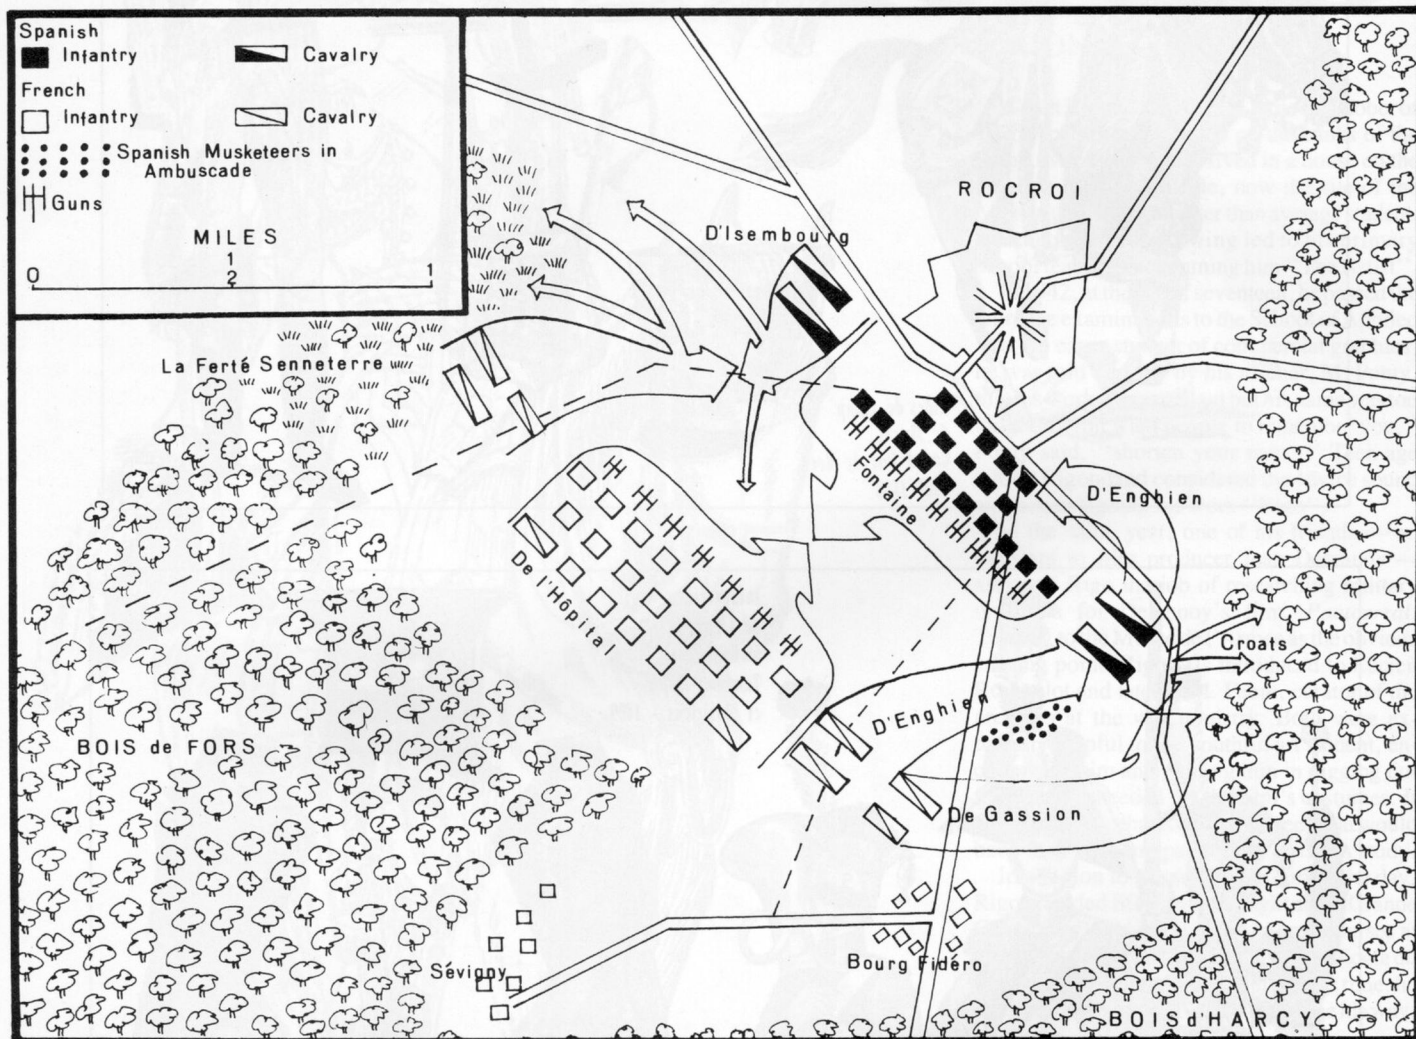 Spanish
Infantry
Cavalry
French
Infantry
Cavalry
Spanish Musketeers in
Ambuscade
Guns
MILES
0
1
2
1
ROCROI
D'Isembourg
La Ferté Senneterre
Fontaine
D'Enghien
De l'Hôpital
Croats
D'Enghien
BOIS de FORS
De Gassion
Sévigny
Bourg Fidéro
BOIS d'HARCY